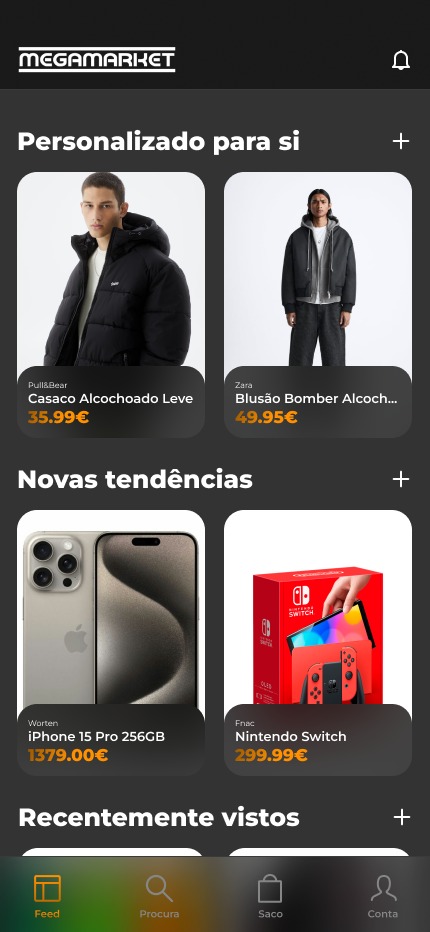 MEGAMARKET
Personalizado para si
Pull&Bear
Casaco Alcochoado Leve
35.99€
Zara
Blusão Bomber Alcoch...
49.95€
Novas tendências
NINTENDO
SWITCH
Worten
iPhone 15 Pro 256GB
1379.00€
Fnac
Nintendo Switch
299.99€
Recentemente vistos
Feed
Procura
Saco
Conta